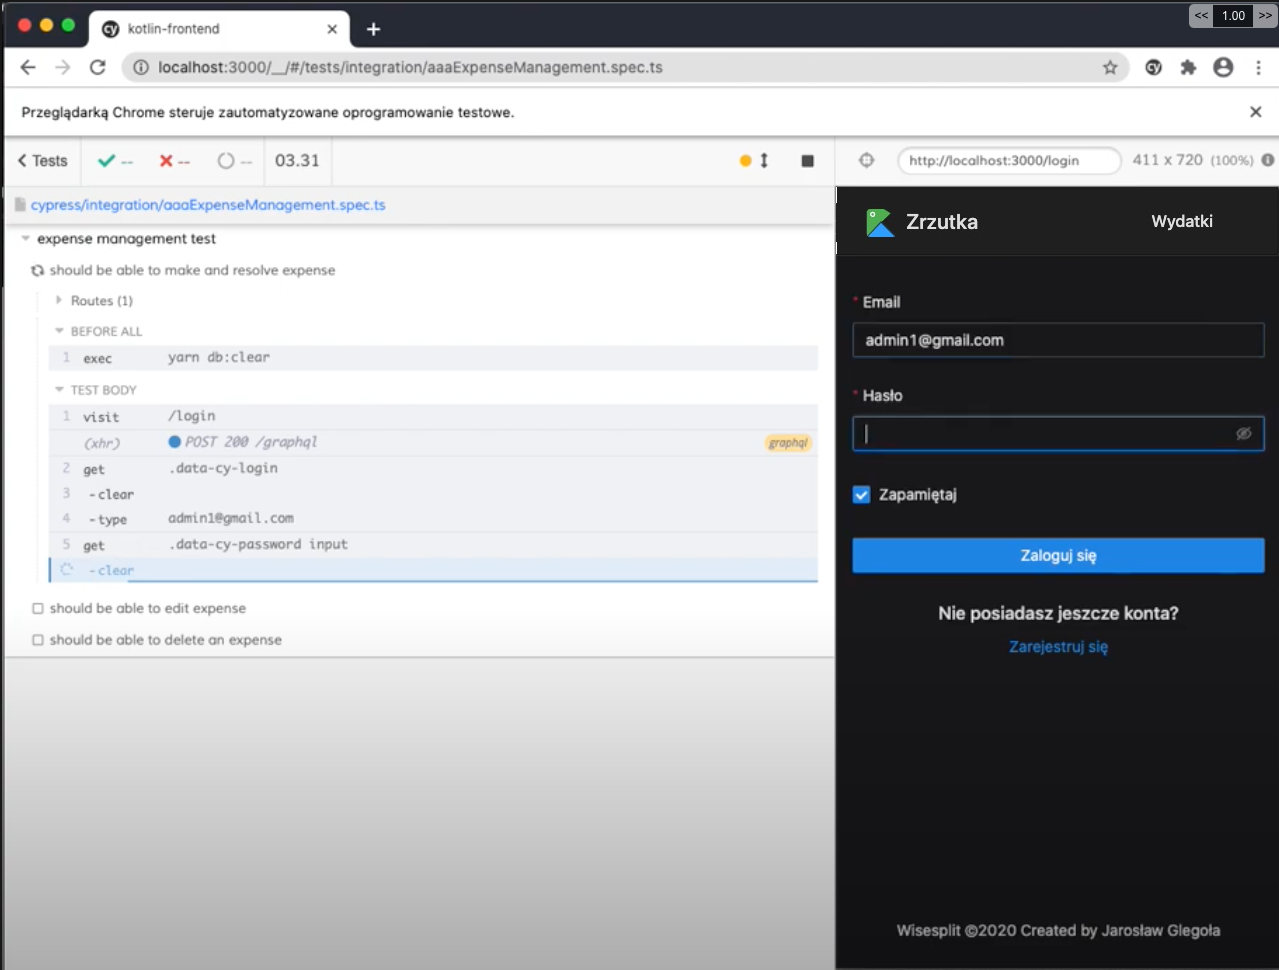 << 1.00 >>
kotlin-frontend
localhost:3000/__/#/tests/integration/aaaExpenseManagement.spec.ts
Przeglądarką Chrome steruje zautomatyzowane oprogramowanie testowe.
Tests -- -- -- 03.31
http://localhost:3000/login 411 x 720 (100%)
cypress/integration/aaaExpenseManagement.spec.ts
expense management test
should be able to make and resolve expense
Routes (1)
BEFORE ALL
1 exec yarn db:clear
TEST BODY
1 visit /login
(xhr) POST 200 /graphql graphql
2 get .data-cy-login
3 -clear
4 -type admin1@gmail.com
5 get .data-cy-password input
-clear
should be able to edit expense
should be able to delete an expense
Zrzutka Wydatki
* Email
admin1@gmail.com
* Hasło
Zapamiętaj
Zaloguj się
Nie posiadasz jeszcze konta?
Zarejestruj się
Wisesplit ©2020 Created by Jarosław Glegoła